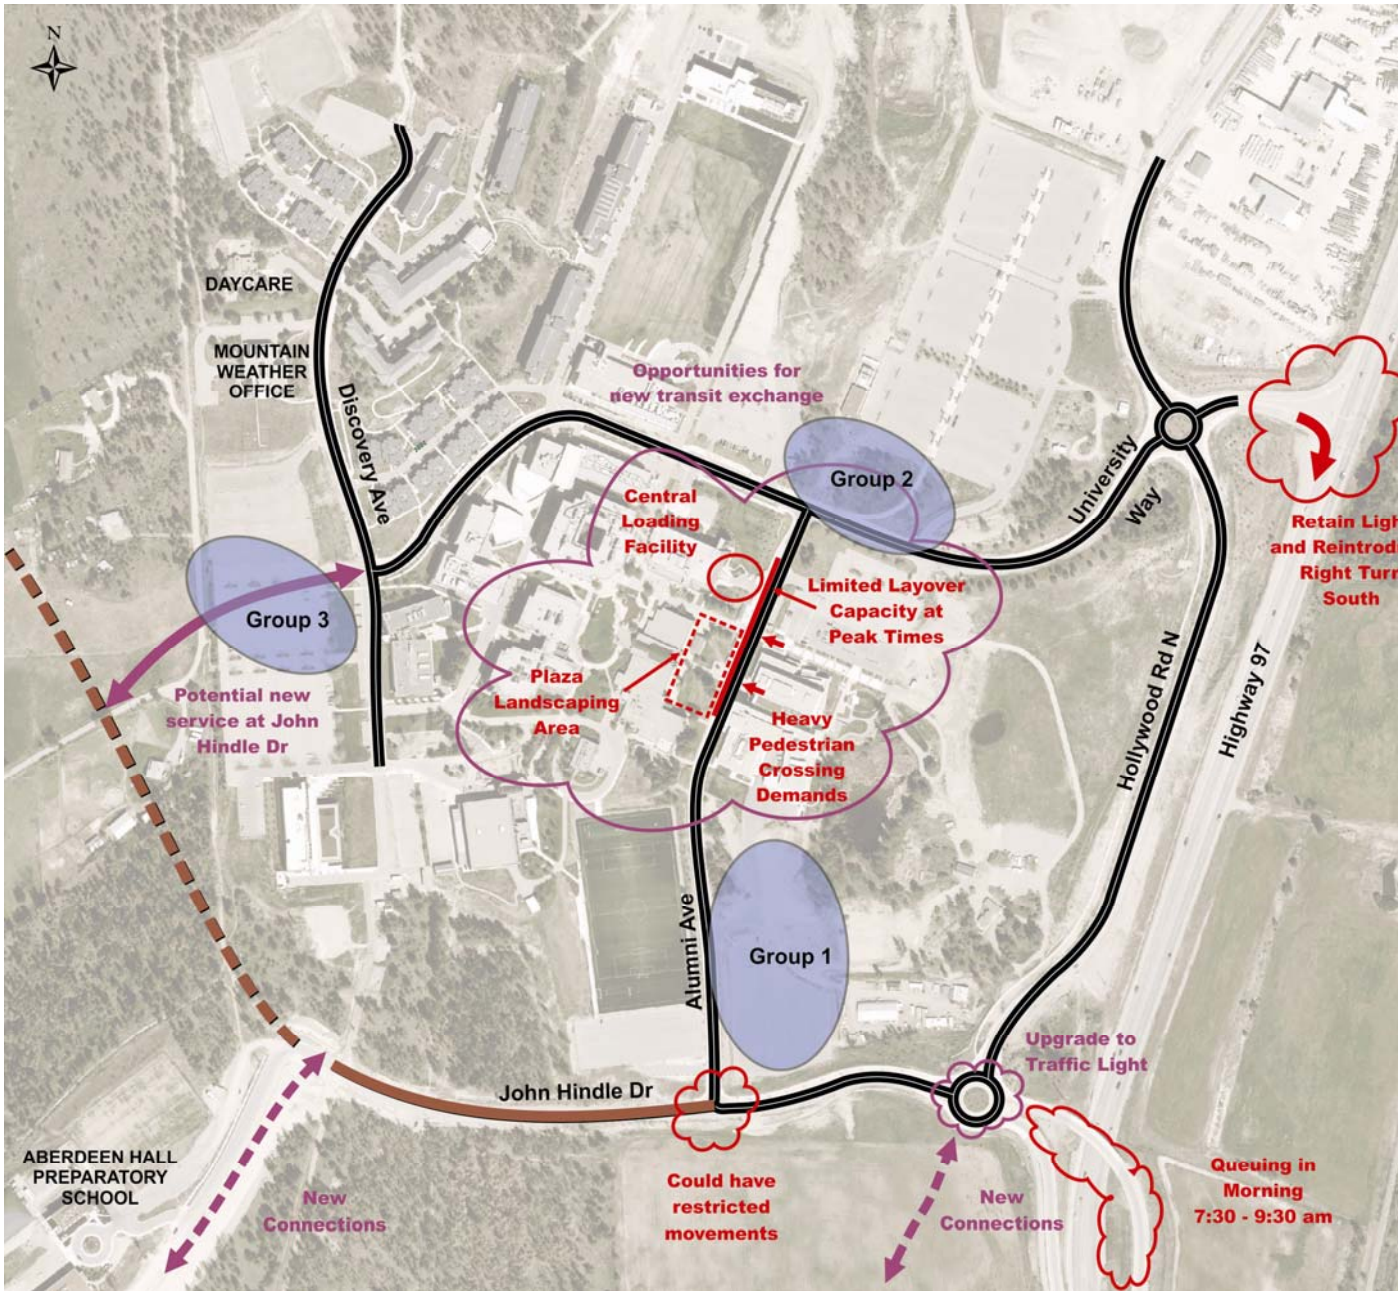 N
DAYCARE
MOUNTAIN
WEATHER
OFFICE
Discovery Ave
Opportunities for
new transit exchange
Group 2
University
Way
Central
Loading
Facility
Limited Layover
Capacity at
Peak Times
Retain Ligh
and Reintrod
Right Turn
South
Group 3
Potential new
service at John
Hindle Dr
Plaza
Landscaping
Area
Heavy
Pedestrian
Crossing
Demands
Hollywood Rd N
Highway 97
Alumni Ave
Group 1
Upgrade to
Traffic Light
John Hindle Dr
ABERDEEN HALL
PREPARATORY
SCHOOL
New
Connections
Could have
restricted
movements
New
Connections
Queuing in
Morning
7:30 - 9:30 am